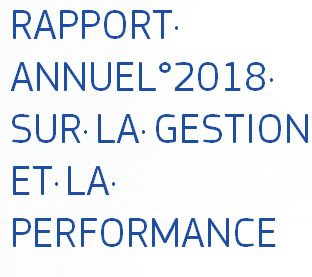 RAPPORT·
ANNUEL°2018·
SUR· LA· GESTION
ET· LA·
PERFORMANCE